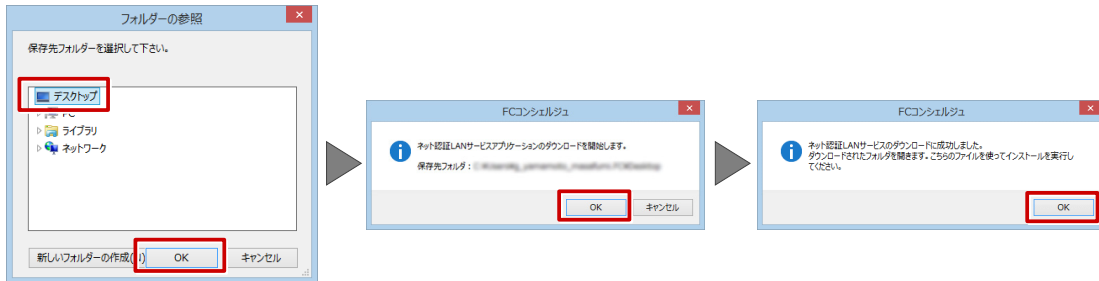 フォルダーの参照
保存先フォルダーを選択して下さい。
デスクトップ
PC
ライブラリ
ネットワーク
新しいフォルダーの作成(N)
OK
キャンセル
FCコンシェルジュ
ネット認証LANサービスアプリケーションのダウンロードを開始します。
保存先フォルダ:
OK
キャンセル
FCコンシェルジュ
ネット認証LANサービスのダウンロードに成功しました。
ダウンロードされたフォルダを開きます。こちらのファイルを使ってインストールを実行し
てください。
OK